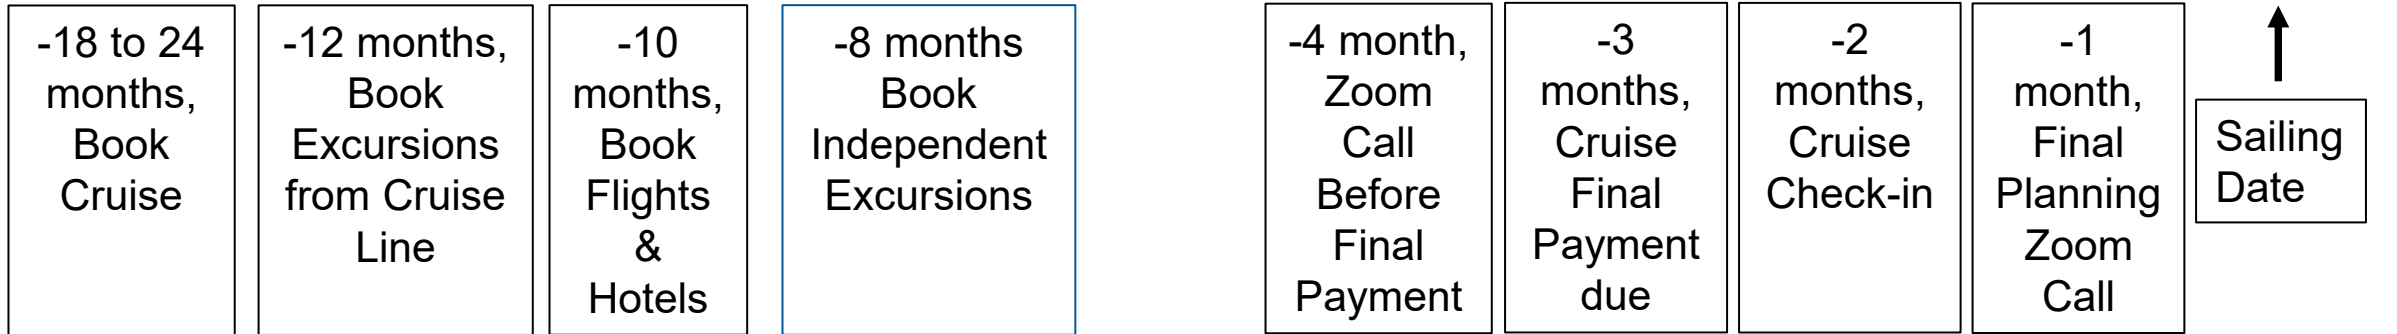 -18 to 24
months,
Book
Cruise
-12 months,
Book
Excursions
from Cruise
Line
-10
months,
Book
Flights
&
Hotels
-8 months
Book
Independent
Excursions
-4 month,
Zoom
Call
Before
Final
Payment
-3
months,
Cruise
Final
Payment
due
-2
months,
Cruise
Check-in
-1
month,
Final
Planning
Zoom
Call
Sailing
Date